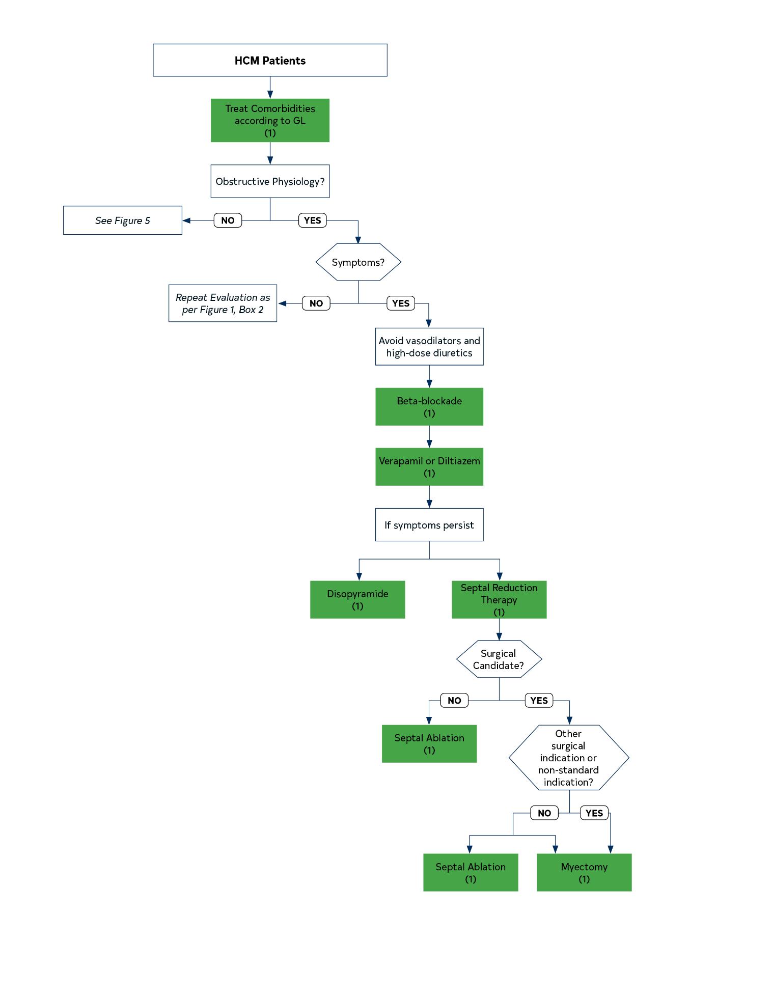 HCM Patients
Treat Comorbidities
according to GL
(1)
Obstructive Physiology?
See Figure 5
NO
YES
Symptoms?
Repeat Evaluation as
per Figure 1, Box 2
NO
YES
Avoid vasodilators and
high-dose diuretics
Beta-blockade
(1)
Verapamil or Diltiazem
(1)
If symptoms persist
Disopyramide
(1)
Septal Reduction
Therapy
(1)
Surgical
Candidate?
NO
YES
Septal Ablation
(1)
Other
surgical
indication or
non-standard
indication?
NO
YES
Septal Ablation
(1)
Myectomy
(1)